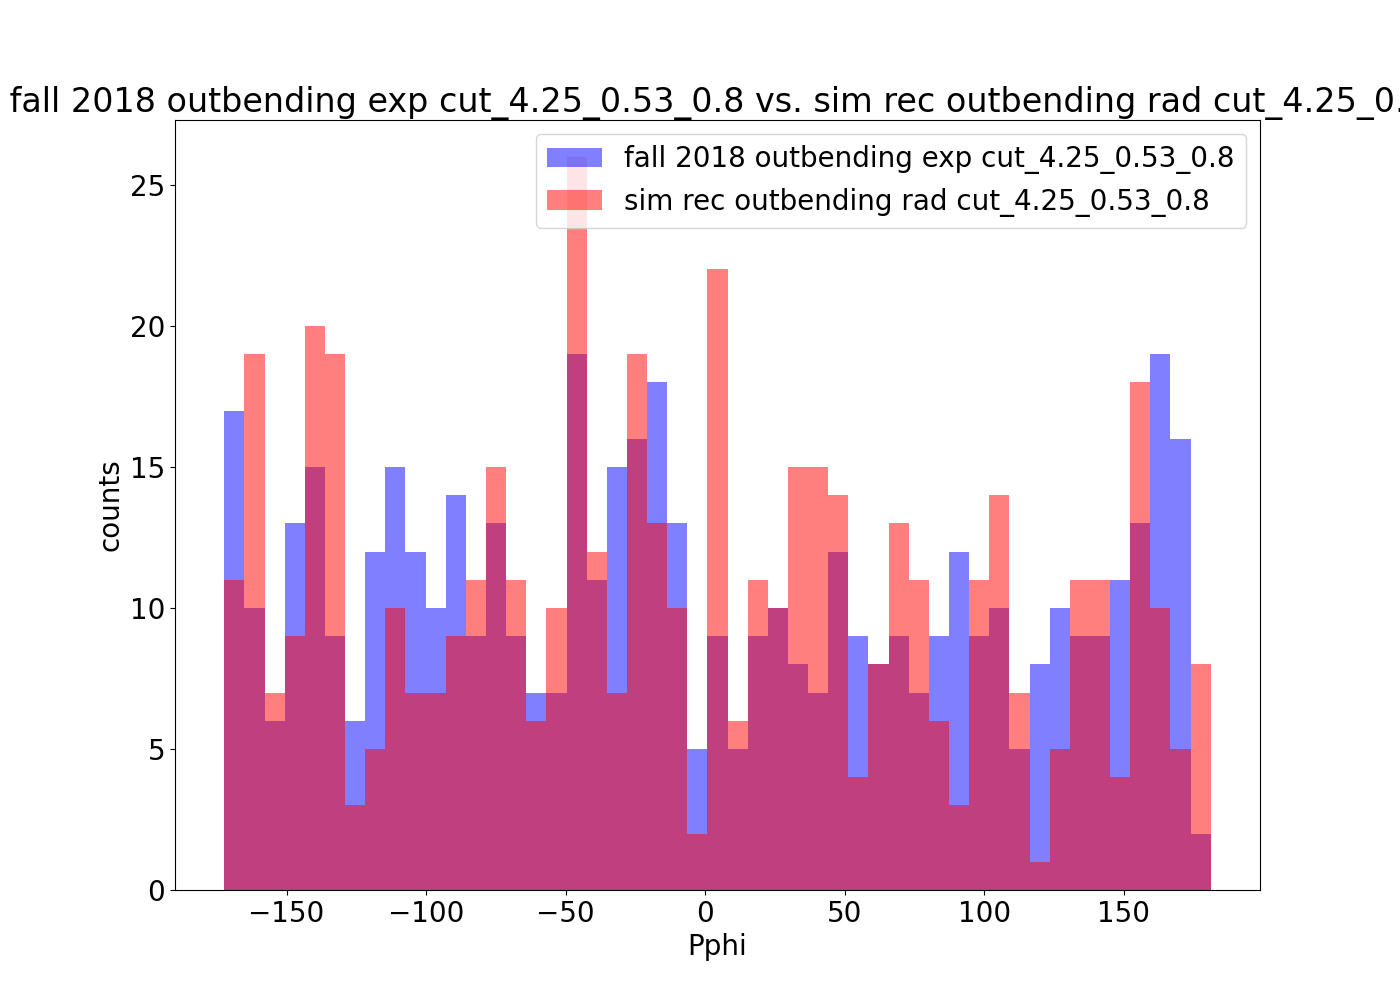 fall 2018 outbending exp cut_4.25_0.53_0.8 vs. sim rec outbending rad cut_4.25_0.
fall 2018 outbending exp cut_4.25_0.53_0.8
sim rec outbending rad cut_4.25_0.53_0.8
25
20
15
10
5
0
counts
−150
−100
−50
0
50
100
150
Pphi